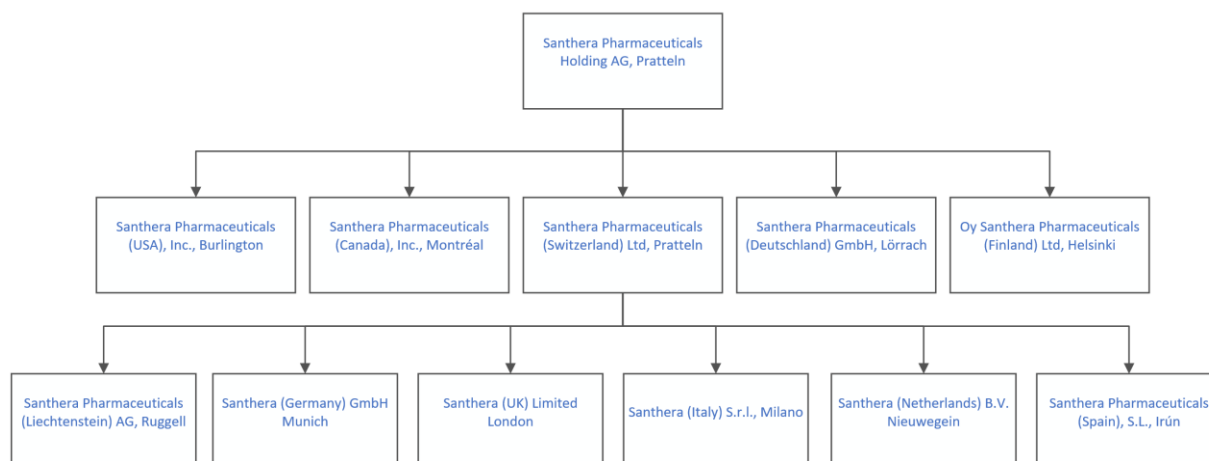 Santhera Pharmaceuticals
Holding AG, Pratteln
Santhera Pharmaceuticals
(USA), Inc., Burlington
Santhera Pharmaceuticals
(Canada), Inc., Montréal
Santhera Pharmaceuticals
(Switzerland) Ltd, Pratteln
Santhera Pharmaceuticals
(Deutschland) GmbH, Lörrach
Oy Santhera Pharmaceuticals
(Finland) Ltd, Helsinki
Santhera Pharmaceuticals
(Liechtenstein) AG, Ruggell
Santhera (Germany) GmbH
Munich
Santhera (UK) Limited
London
Santhera (Italy) S.r.l., Milano
Santhera (Netherlands) B.V.
Nieuwegein
Santhera Pharmaceuticals
(Spain), S.L., Irún